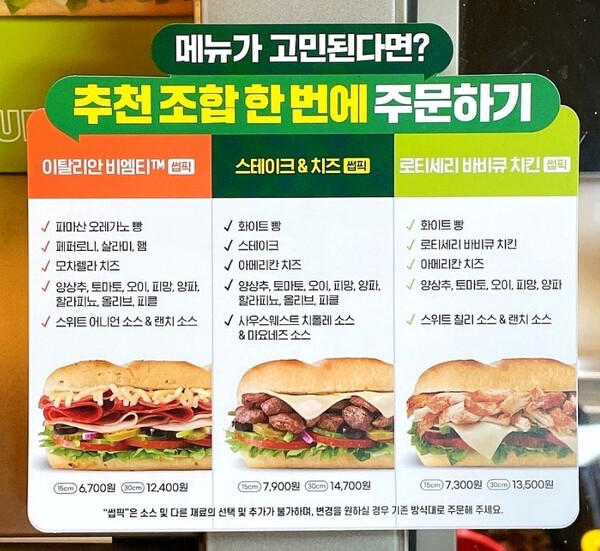 메뉴가 고민된다면?
추천 조합 한 번에 주문하기
이탈리안 비엠티™ 썹픽
파마산 오레가노 빵
페퍼로니, 살라미, 햄
모차렐라 치즈
양상추, 토마토, 오이, 피망, 양파,
할라피뇨, 올리브, 피클
스위트 어니언 소스 & 랜치 소스
15cm 6,700원 30cm 12,400원
스테이크 & 치즈 썹픽
화이트 빵
스테이크
아메리칸 치즈
양상추, 토마토, 오이, 피망, 양파,
할라피뇨, 올리브, 피클
사우스웨스트 치폴레 소스
& 마요네즈 소스
15cm 7,900원 30cm 14,700원
로티세리 바비큐 치킨 썹픽
화이트 빵
로티세리 바비큐 치킨
아메리칸 치즈
양상추, 토마토, 오이, 피망, 양파
스위트 칠리 소스 & 랜치 소스
15cm 7,300원 30cm 13,500원
"썹픽"은 소스 및 다른 재료의 선택 및 추가가 불가하며, 변경을 원하실 경우 기존 방식대로 주문해 주세요.